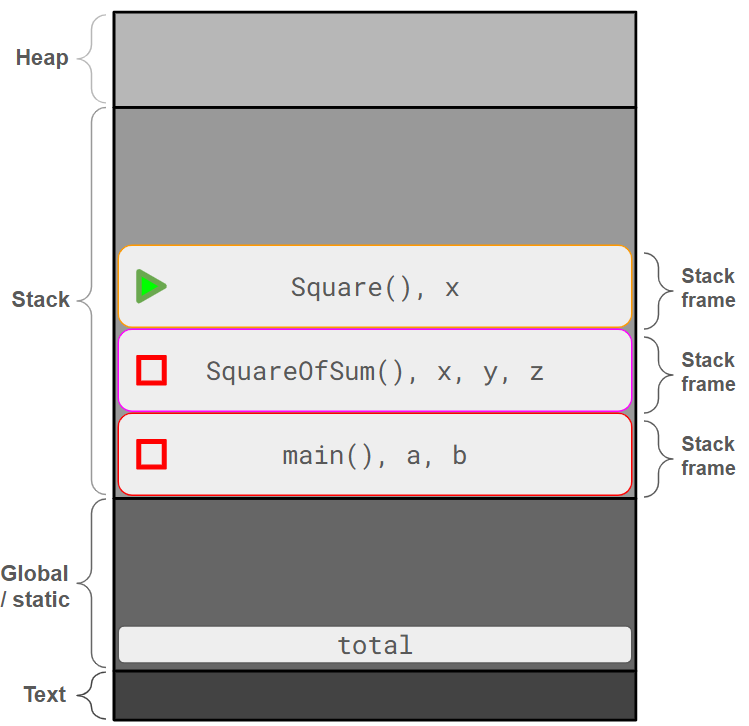 Heap
Stack
Square(), x
Stack
frame
SquareOfSum(), x, y, z
Stack
frame
main(), a, b
Stack
frame
Global
/ static
total
Text